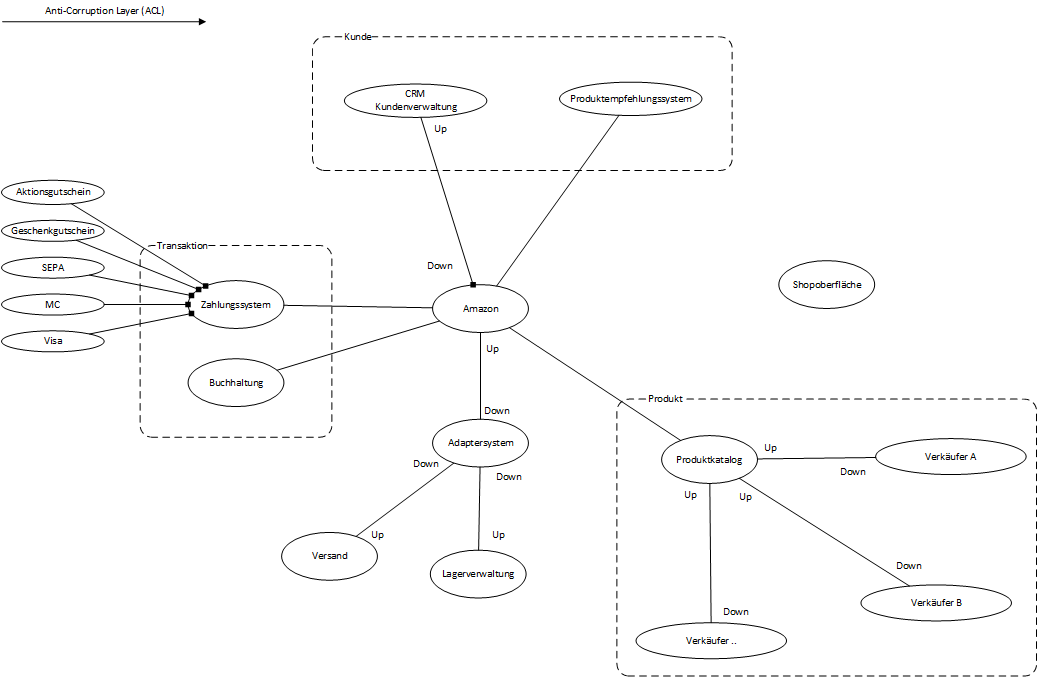 Anti-Corruption Layer (ACL)
Kunde
CRM
Kundenverwaltung
Produktempfehlungssystem
Up
Aktionsgutschein
Geschenkgutschein
Transaktion
SEPA
Down
MC
Zahlungssystem
Amazon
Shopoberfläche
Visa
Up
Buchhaltung
Down
Produkt
Adaptersystem
Up
Produktkatalog
Verkäufer A
Down
Down
Down
Up
Up
Up
Up
Versand
Down
Lagerverwaltung
Verkäufer B
Down
Verkäufer ..